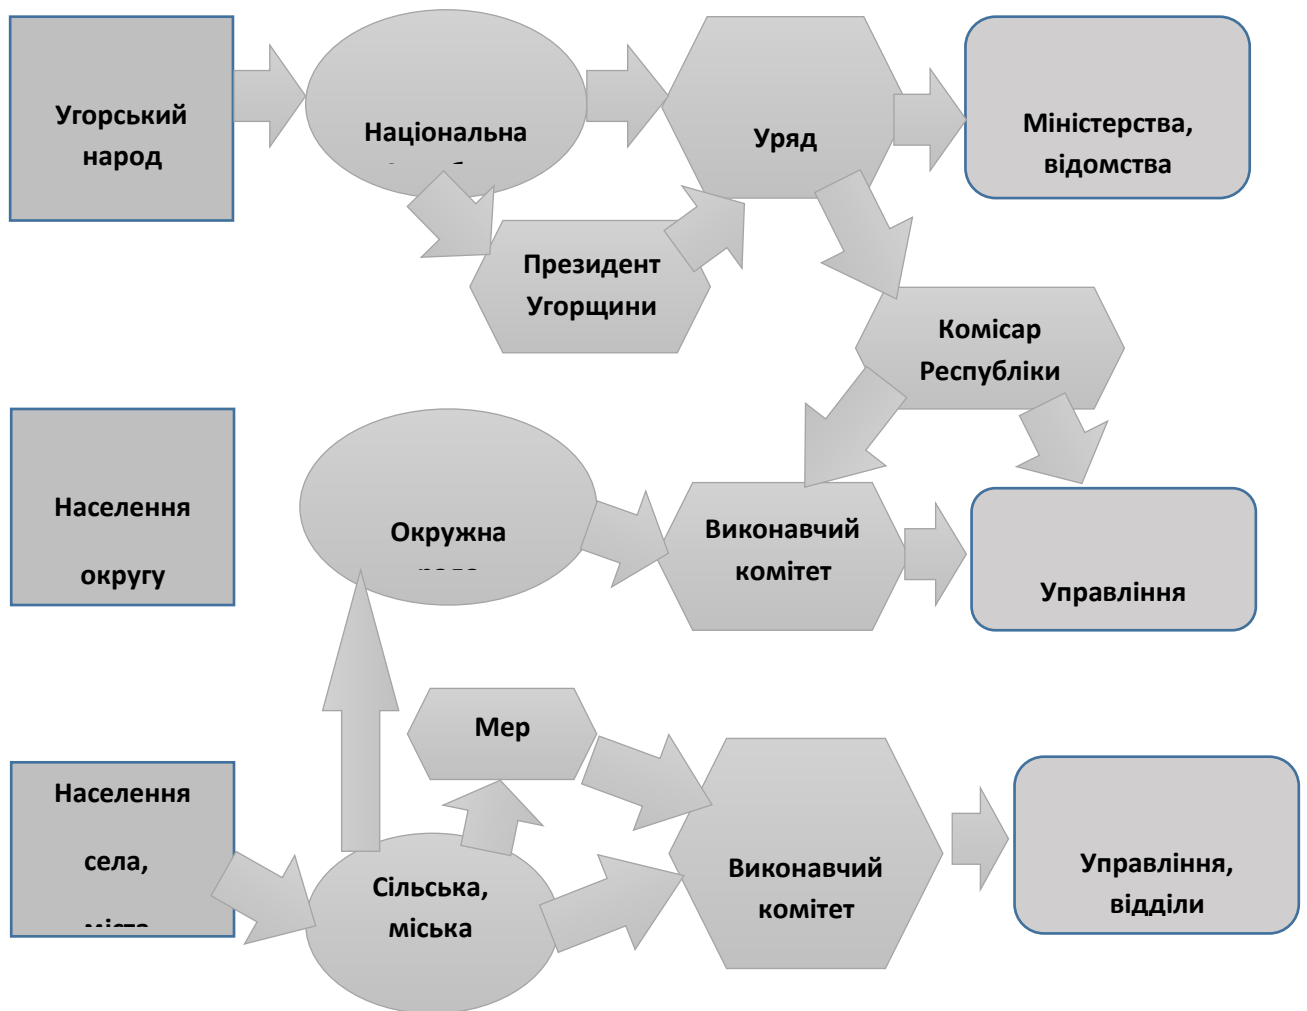 Угорський
народ
Національна
Уряд
Міністерства,
відомства
Президент
Угорщини
Комісар
Республіки
Населення
округу
Окружна
Виконавчий
комітет
Управління
Мер
Населення
села,
Сільська,
міська
Виконавчий
комітет
Управління,
відділи